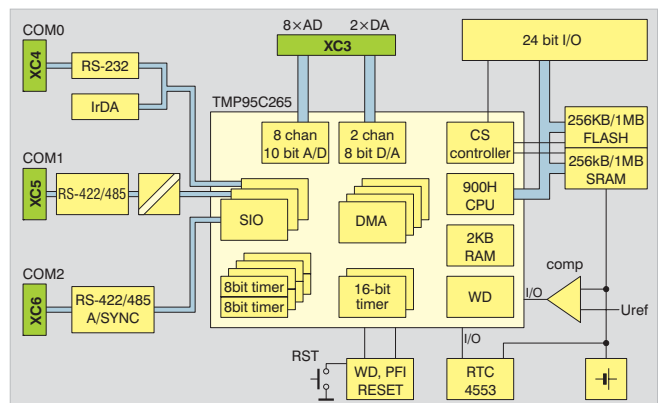 8×AD 2×DA
COM0
XC4
RS-232
IrDA
XC3
24 bit I/O
TMP95C265
8 chan
10 bit A/D
2 chan
8 bit D/A
CS
controller
256KB/1MB
FLASH
256kB/1MB
SRAM
COM1
XC5
RS-422/485
SIO
DMA
900H
CPU
2KB
RAM
COM2
XC6
RS-422/485
A/SYNC
8bit timer
8bit timer
16-bit
timer
WD
I/O
comp
Uref
I/O
RST
WD, PFI
RESET
RTC
4553